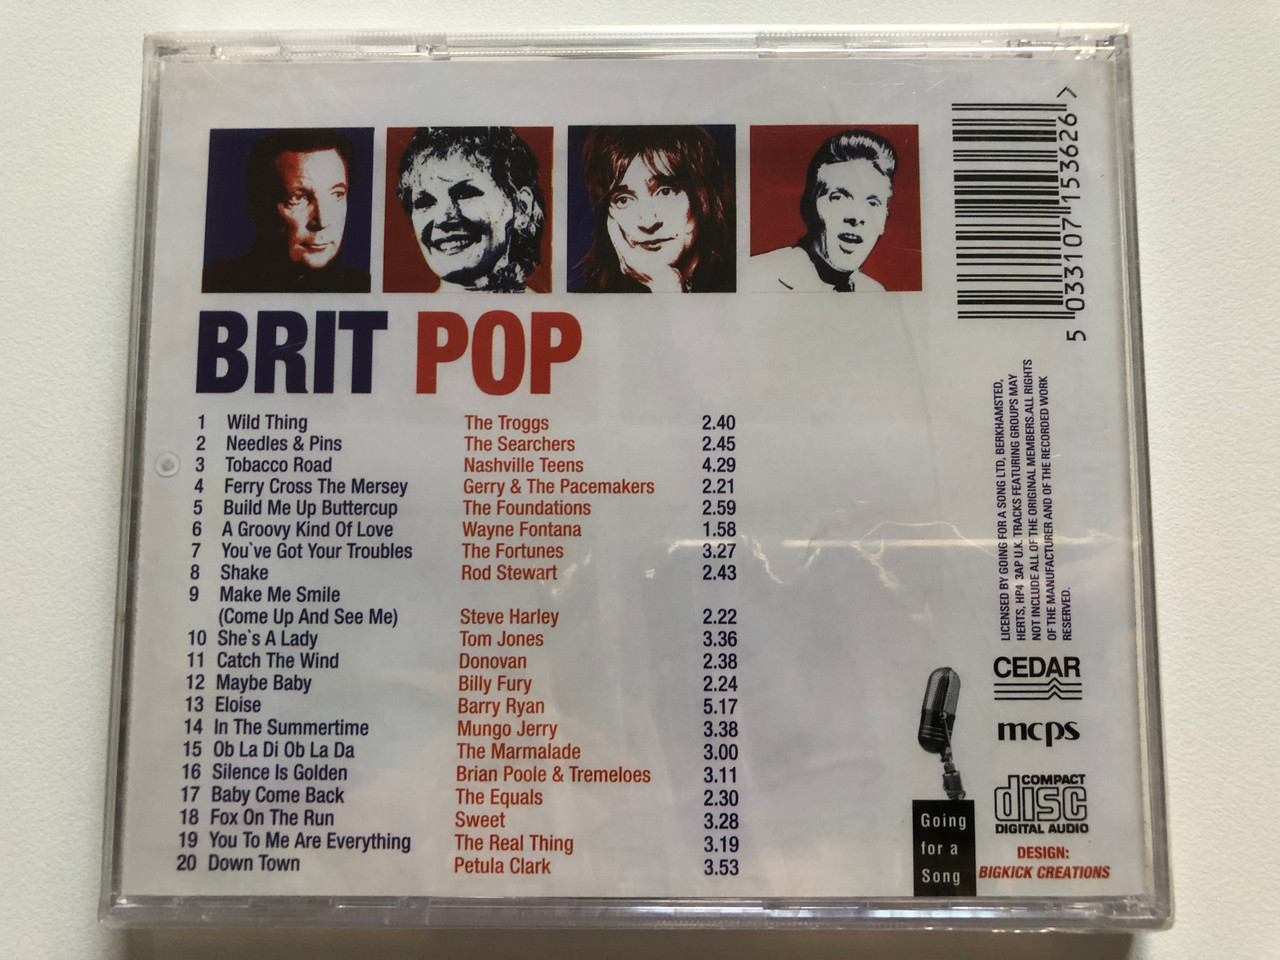 BRIT POP
1 Wild Thing The Troggs 2.40
2 Needles & Pins The Searchers 2.45
3 Tobacco Road Nashville Teens 4.29
4 Ferry Cross The Mersey Gerry & The Pacemakers 2.21
5 Build Me Up Buttercup The Foundations 2.59
6 A Groovy Kind Of Love Wayne Fontana 1.58
7 You`ve Got Your Troubles The Fortunes 3.27
8 Shake Rod Stewart 2.43
9 Make Me Smile
(Come Up And See Me) Steve Harley 2.22
10 She`s A Lady Tom Jones 3.36
11 Catch The Wind Donovan 2.38
12 Maybe Baby Billy Fury 2.24
13 Eloise Barry Ryan 5.17
14 In The Summertime Mungo Jerry 3.38
15 Ob La Di Ob La Da The Marmalade 3.00
16 Silence Is Golden Brian Poole & Tremeloes 3.11
17 Baby Come Back The Equals 2.30
18 Fox On The Run Sweet 3.28
19 You To Me Are Everything The Real Thing 3.19
20 Down Town Petula Clark 3.53
5 033107 153626 >
LICENSED BY GOING FOR A SONG LTD, BERKHAMSTED,
HERTS, HP4 3AP U.K. TRACKS FEATURING GROUPS MAY
NOT INCLUDE ALL OF THE ORIGINAL MEMBERS.ALL RIGHTS
OF THE MANUFACTURER AND OF THE RECORDED WORK
RESERVED.
CEDAR
mcps
COMPACT
disc
DIGITAL AUDIO
Going
for a
Song
DESIGN:
BIGKICK CREATIONS